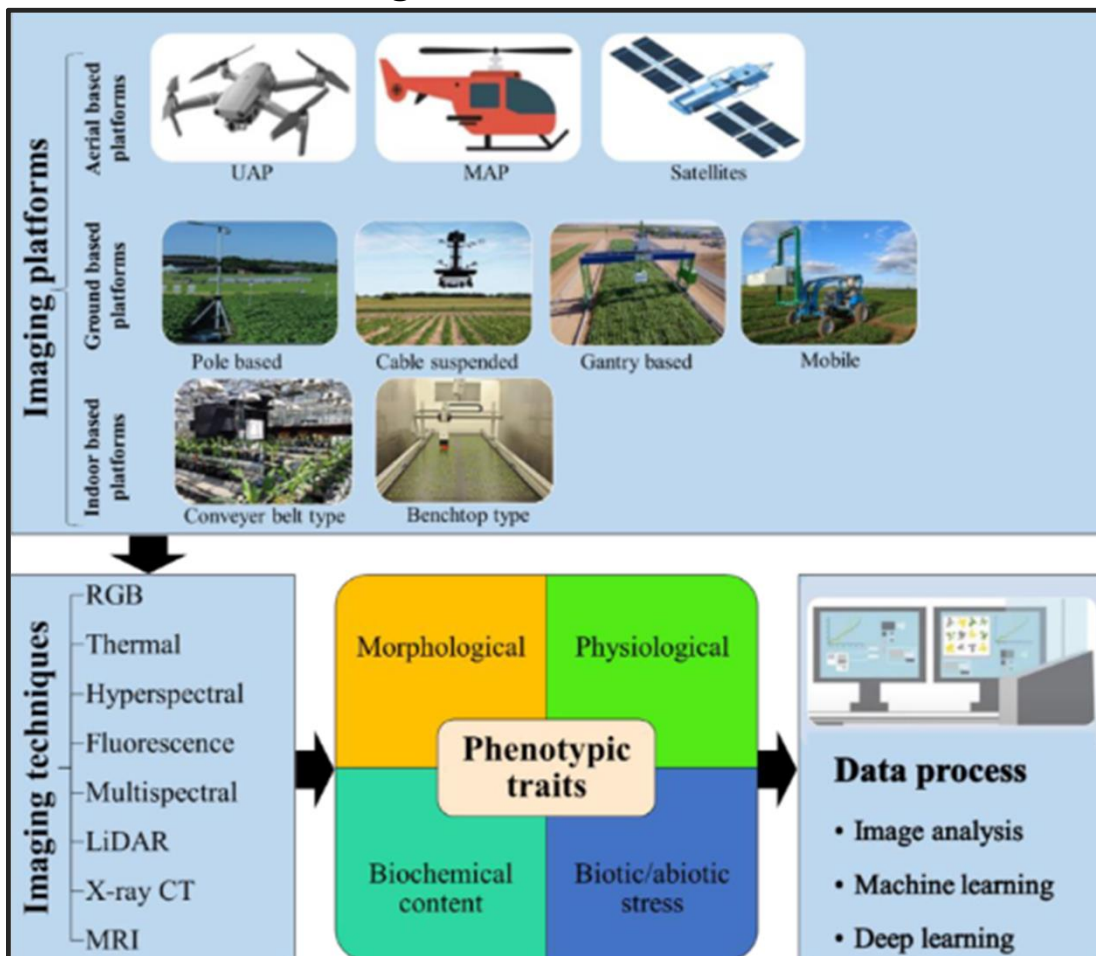 Imaging platforms
Aerial based
platforms
UAP
MAP
Satellites
Ground based
platforms
Pole based
Cable suspended
Gantry based
Mobile
Indoor based
platforms
Conveyer belt type
Benchtop type
Imaging techniques
RGB
Thermal
Hyperspectral
Fluorescence
Multispectral
LiDAR
X-ray CT
MRI
Morphological
Physiological
Phenotypic
traits
Biochemical
content
Biotic/abiotic
stress
Data process
• Image analysis
• Machine learning
• Deep learning